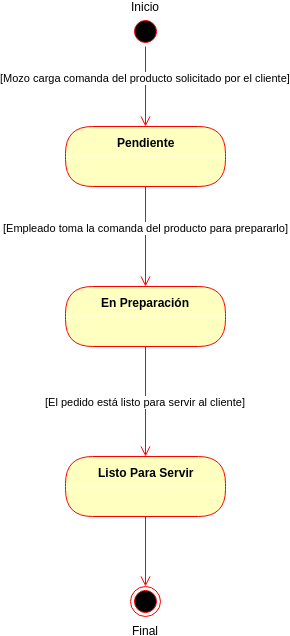 Inicio
[Mozo carga comanda del producto solicitado por el cliente]
Pendiente
[Empleado toma la comanda del producto para prepararlo]
En Preparación
[El pedido está listo para servir al cliente]
Listo Para Servir
Final